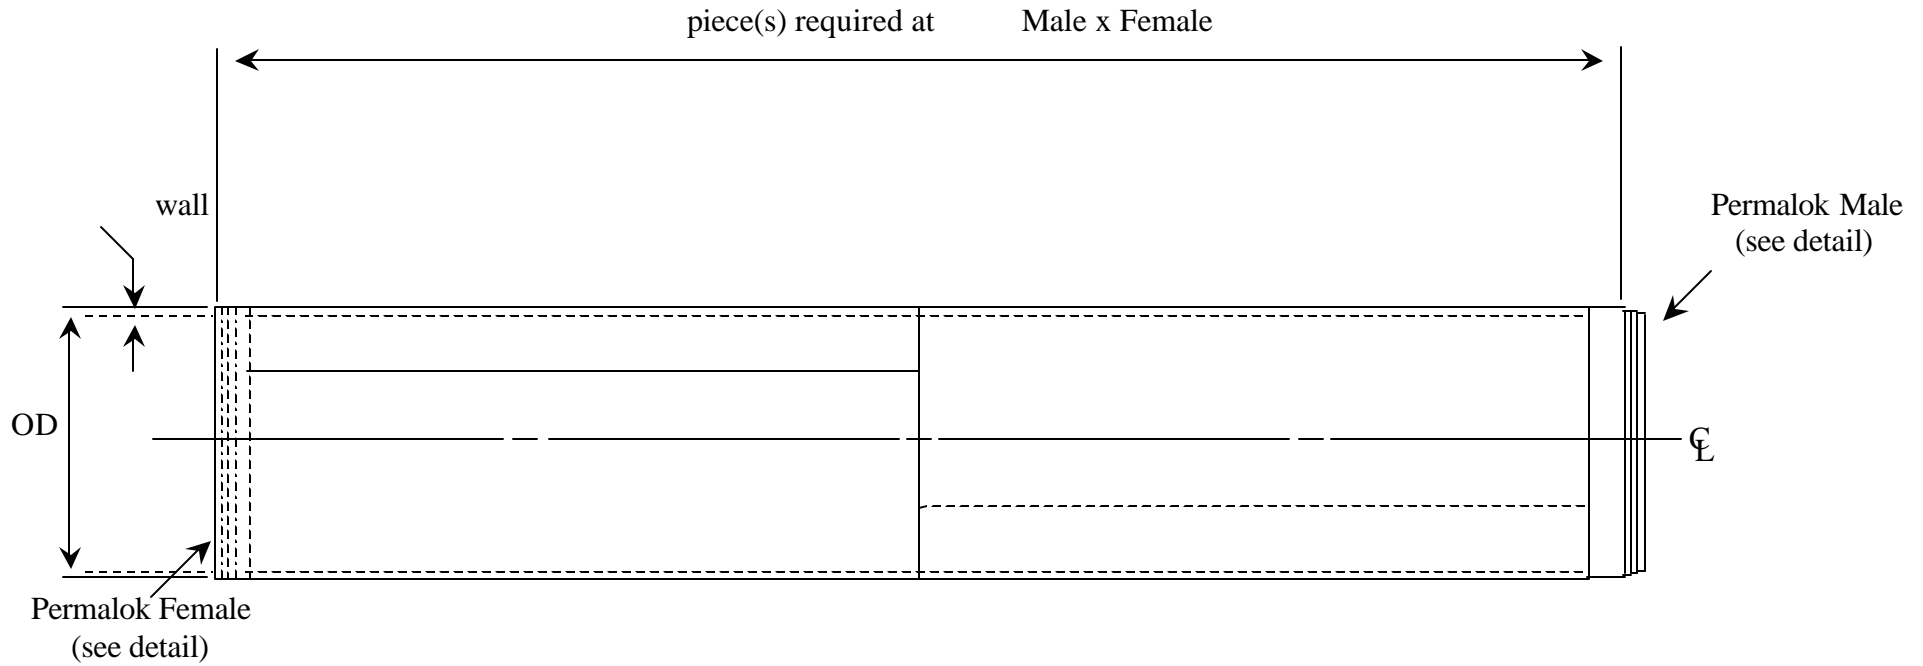 piece(s) required at Male x Female
wall
Permalok Male
(see detail)
OD
℄
Permalok Female
(see detail)